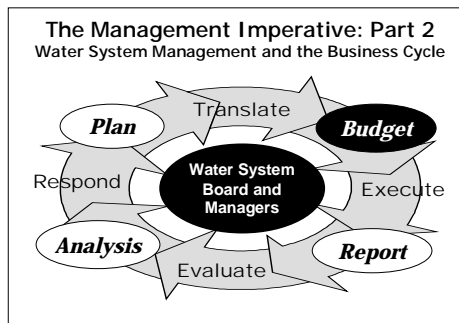 The Management Imperative: Part 2
Water System Management and the Business Cycle
Translate
Plan
Budget
Water System
Board and
Managers
Respond
Execute
Analysis
Report
Evaluate